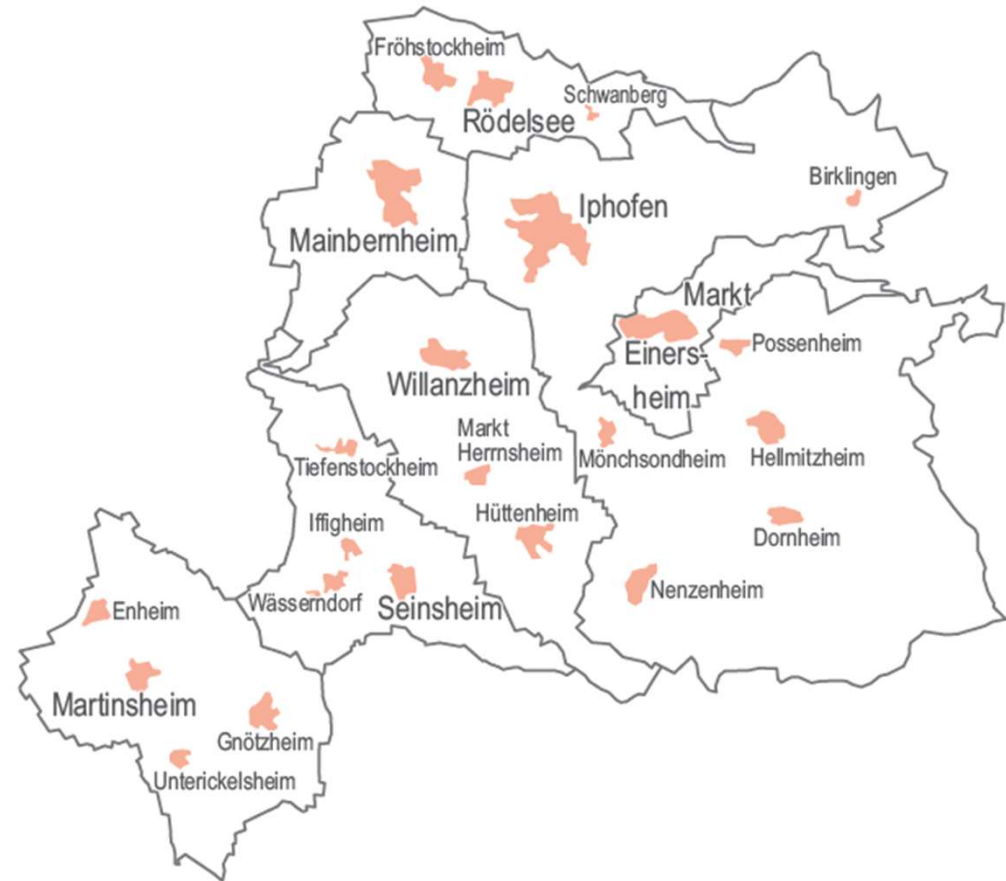 Fröhstockheim
Schwanberg
Rödelsee
Birklingen
Iphofen
Mainbernheim
Markt
Einers-
heim
Possenheim
Willanzheim
Markt
Herrnsheim
Mönchsondheim
Hellmitzheim
Tiefenstockheim
Hüttenheim
Iffigheim
Dornheim
Nenzenheim
Wässerndorf
Seinsheim
Enheim
Martinsheim
Gnötzheim
Unterickelsheim